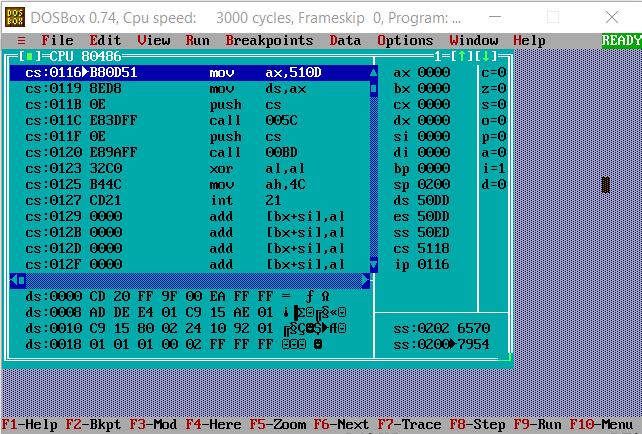 DOS BOX DOSBox 0.74, Cpu speed: 3000 cycles, Frameskip 0, Program: ...
≡ File Edit View Run Breakpoints Data Options Window Help READY
[■]=CPU 80486 1=[↑][↓]
cs:0116►B80D51 mov ax,510D ax 0000 c=0
cs:0119 8ED8 mov ds,ax bx 0000 z=0
cs:011B 0E push cs cx 0000 s=0
cs:011C E83DFF call 005C dx 0000 o=0
cs:011F 0E push cs si 0000 p=0
cs:0120 E89AFF call 00BD di 0000 a=0
cs:0123 32C0 xor al,al bp 0000 i=1
cs:0125 B44C mov ah,4C sp 0200 d=0
cs:0127 CD21 int 21 ds 50DD
cs:0129 0000 add [bx+si],al es 50DD
cs:012B 0000 add [bx+si],al ss 50ED
cs:012D 0000 add [bx+si],al cs 5118
cs:012F 0000 add [bx+si],al ip 0116
ds:0000 CD 20 FF 9F 00 EA FF FF = ƒ Ω
ds:0008 AD DE E4 01 C9 15 AE 01 ¡▐Σ☺╔§«☺
ds:0010 C9 15 80 02 24 10 92 01 ╔§Ç☻$►Æ☺ ss:0202 6570
ds:0018 01 01 01 00 02 FF FF FF ☺☺☺ ☻ ss:0200►7954
F1-Help F2-Bkpt F3-Mod F4-Here F5-Zoom F6-Next F7-Trace F8-Step F9-Run F10-Menu